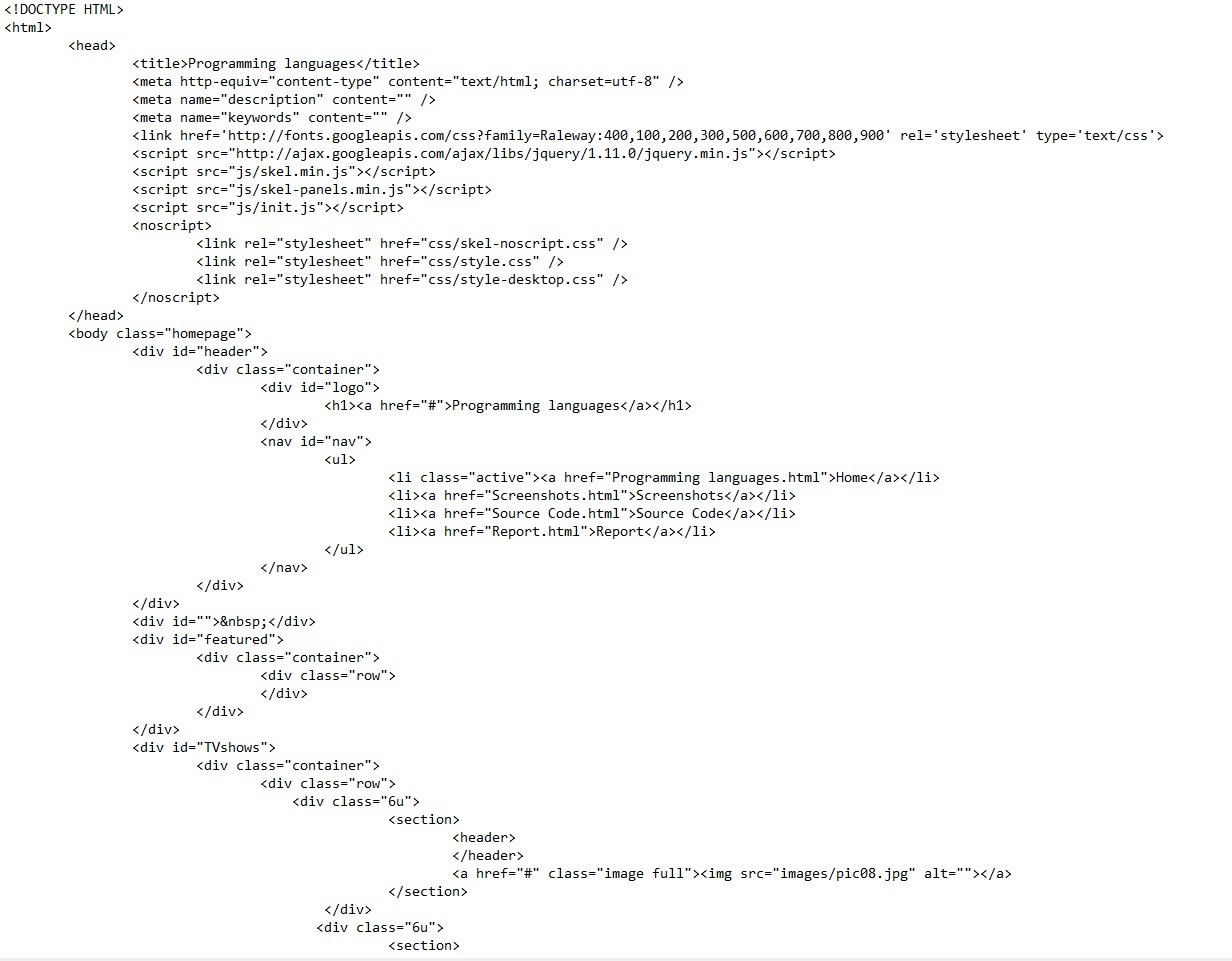 <!DOCTYPE HTML>
<html>
<head>
<title>Programming languages</title>
<meta http-equiv="content-type" content="text/html; charset=utf-8" />
<meta name="description" content="" />
<meta name="keywords" content="" />
<link href='http://fonts.googleapis.com/css?family=Raleway:400,100,200,300,500,600,700,800,900' rel='stylesheet' type='text/css'>
<script src="http://ajax.googleapis.com/ajax/libs/jquery/1.11.0/jquery.min.js"></script>
<script src="js/skel.min.js"></script>
<script src="js/skel-panels.min.js"></script>
<script src="js/init.js"></script>
<noscript>
<link rel="stylesheet" href="css/skel-noscript.css" />
<link rel="stylesheet" href="css/style.css" />
<link rel="stylesheet" href="css/style-desktop.css" />
</noscript>
</head>
<body class="homepage">
<div id="header">
<div class="container">
<div id="logo">
<h1><a href="#">Programming languages</a></h1>
</div>
<nav id="nav">
<ul>
<li class="active"><a href="Programming languages.html">Home</a></li>
<li><a href="Screenshots.html">Screenshots</a></li>
<li><a href="Source Code.html">Source Code</a></li>
<li><a href="Report.html">Report</a></li>
</ul>
</nav>
</div>
</div>
<div id="">&nbsp;</div>
<div id="featured">
<div class="container">
<div class="row">
</div>
</div>
</div>
<div id="TVshows">
<div class="container">
<div class="row">
<div class="6u">
<section>
<header>
</header>
<a href="#" class="image full"><img src="images/pic08.jpg" alt=""></a>
</section>
</div>
<div class="6u">
<section>